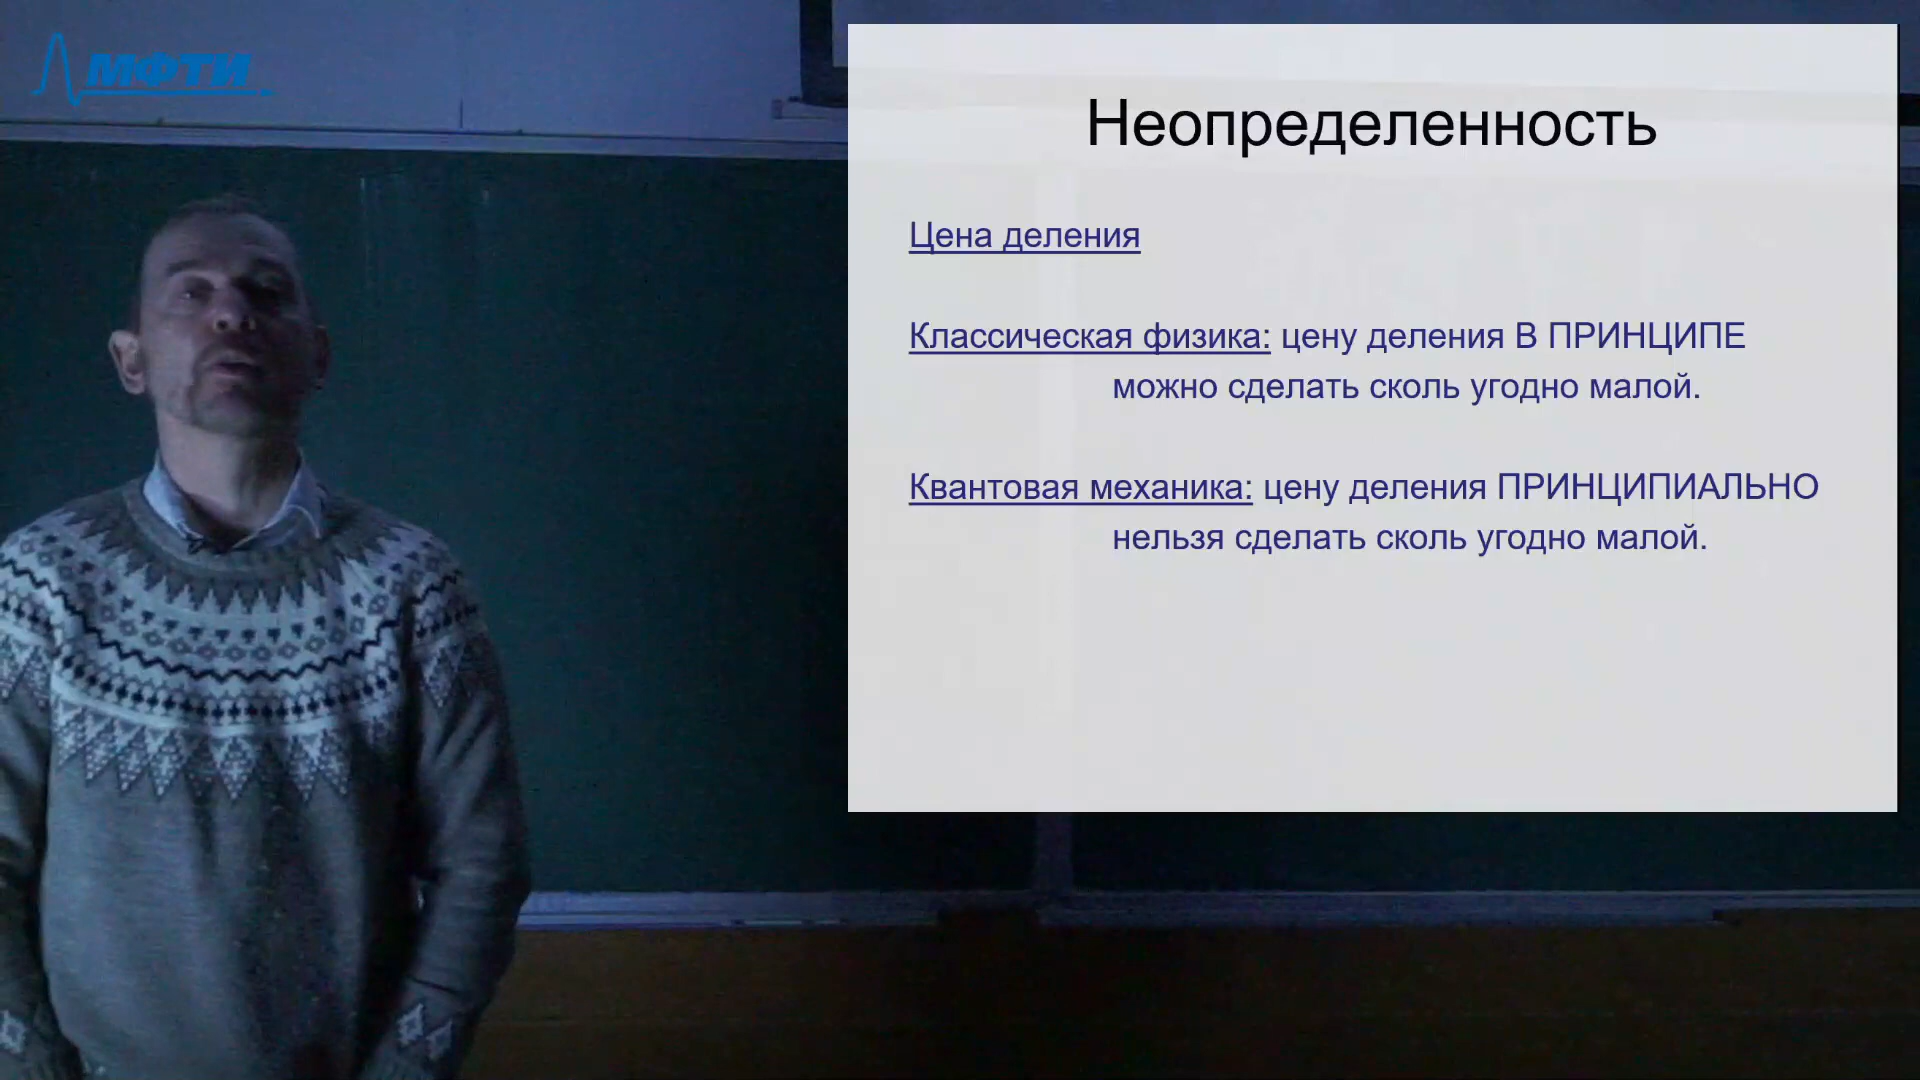 МФТИ
Неопределенность
Цена деления
Классическая физика: цену деления В ПРИНЦИПЕ
можно сделать сколь угодно малой.
Квантовая механика: цену деления ПРИНЦИПИАЛЬНО
нельзя сделать сколь угодно малой.